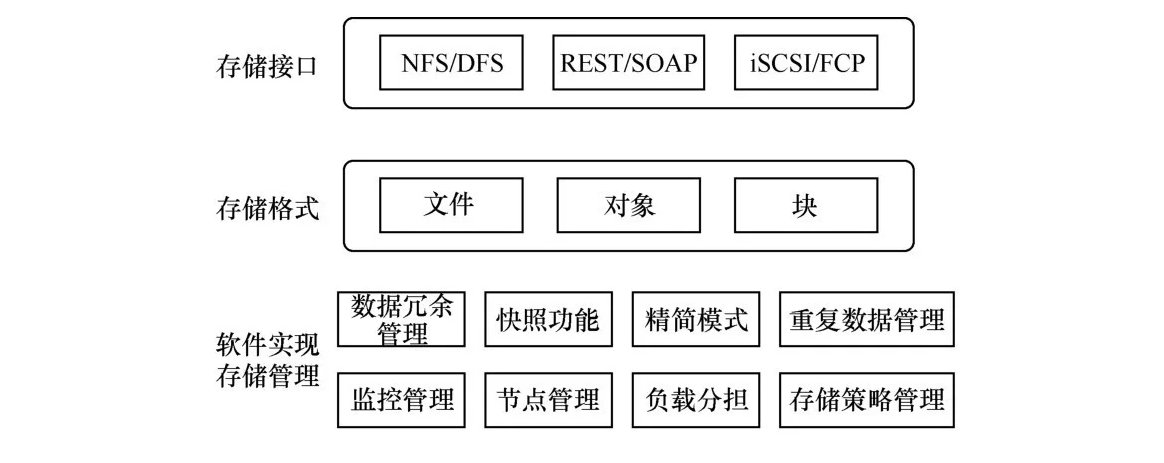 存储接口
NFS/DFS
REST/SOAP
iSCSI/FCP
存储格式
文件
对象
块
软件实现
存储管理
数据冗余
管理
快照功能
精简模式
重复数据管理
监控管理
节点管理
负载分担
存储策略管理